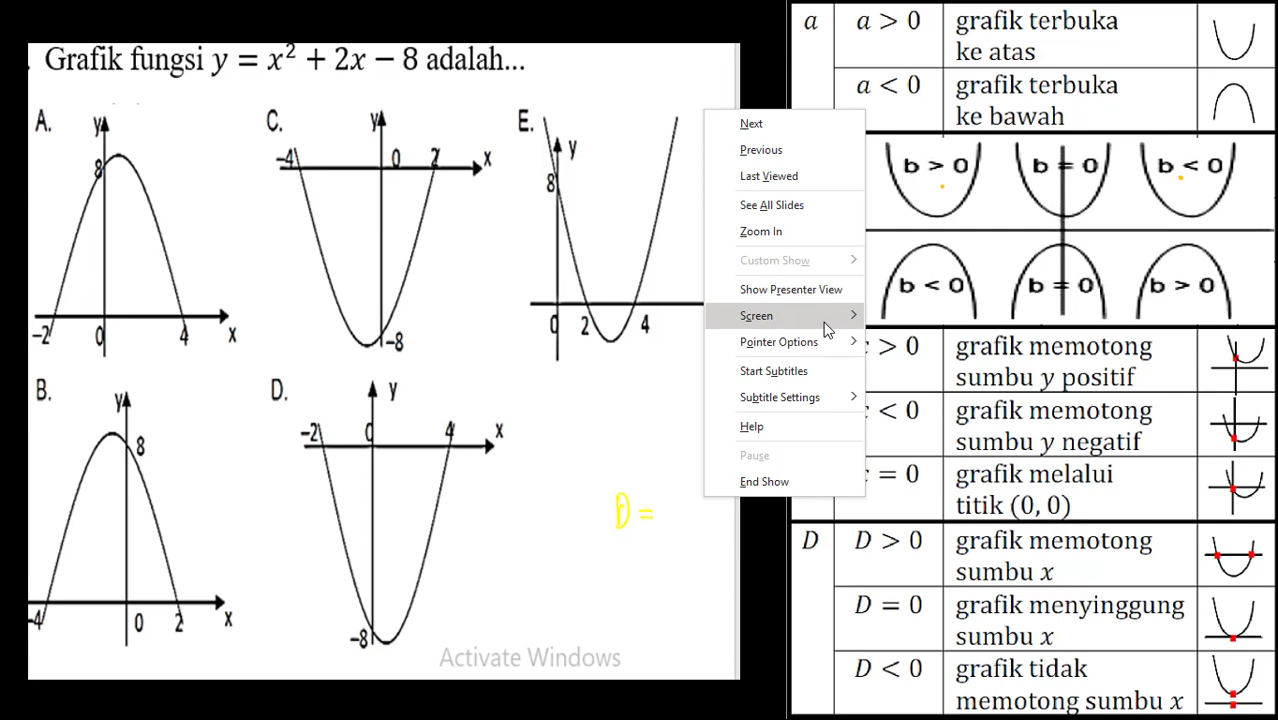 . Grafik fungsi y = x² + 2x − 8 adalah...
A.
y
8
−2
0
4
x
C.
y
−4
0
2
x
−8
E.
y
8
0
2
4
B.
y
8
−4
0
2
x
D.
y
−2
0
4
x
−8
D =
Activate Windows
Next
Previous
Last Viewed
See All Slides
Zoom In
Custom Show
Show Presenter View
Screen
Pointer Options
Start Subtitles
Subtitle Settings
Help
Pause
End Show
a
a > 0
grafik terbuka
ke atas
a < 0
grafik terbuka
ke bawah
b > 0 b = 0 b < 0
b < 0 b = 0 b > 0
> 0
grafik memotong
sumbu y positif
< 0
grafik memotong
sumbu y negatif
= 0
grafik melalui
titik (0, 0)
D
D > 0
grafik memotong
sumbu x
D = 0
grafik menyinggung
sumbu x
D < 0
grafik tidak
memotong sumbu x